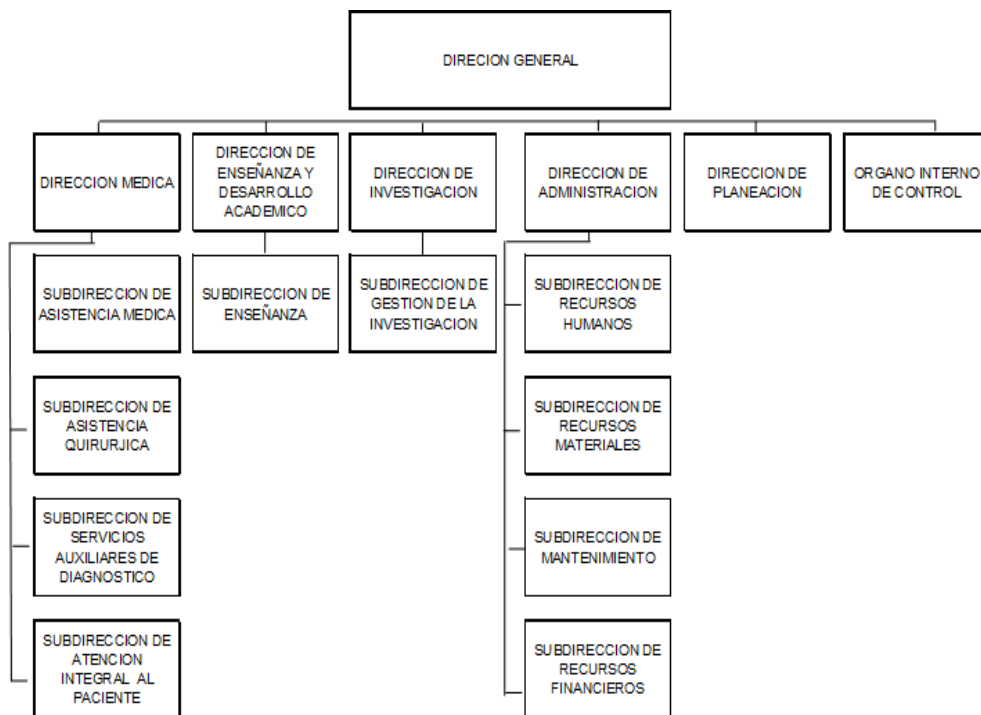 DIRECION GENERAL
DIRECCION MEDICA
DIRECCION DE
ENSEÑANZA Y
DESARROLLO
ACADEMICO
DIRECCION DE
INVESTIGACION
DIRECCION DE
ADMINISTRACION
DIRECCION DE
PLANEACION
ORGANO INTERNO
DE CONTROL
SUBDIRECCION DE
ASISTENCIA MEDICA
SUBDIRECCION DE
ENSEÑANZA
SUBDIRECCION DE
GESTION DE LA
INVESTIGACION
SUBDIRECCION DE
RECURSOS
HUMANOS
SUBDIRECCION DE
ASISTENCIA
QUIRURJICA
SUBDIRECCION DE
RECURSOS
MATERIALES
SUBDIRECCION DE
SERVICIOS
AUXILIARES DE
DIAGNOSTICO
SUBDIRECCION DE
MANTENIMIENTO
SUBDIRECCION DE
ATENCION
INTEGRAL AL
PACIENTE
SUBDIRECCION DE
RECURSOS
FINANCIEROS